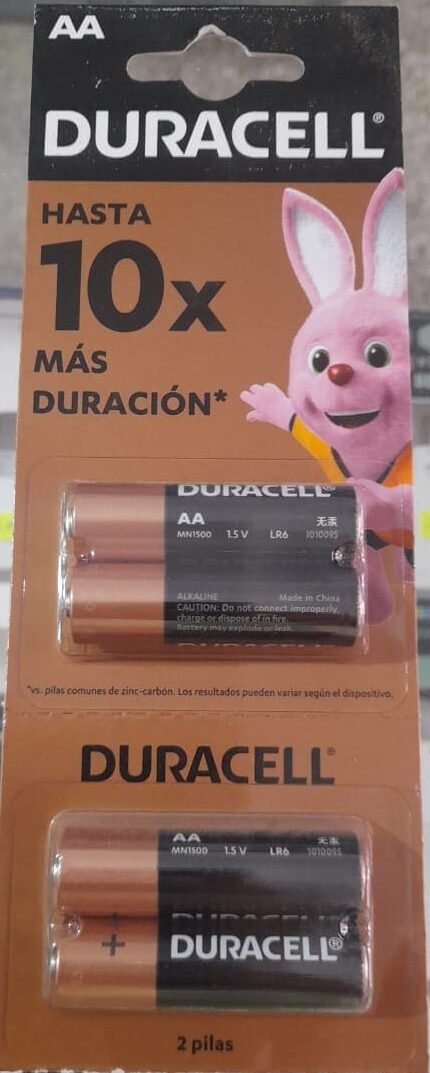 AA
DURACELL®
HASTA
10x
MÁS
DURACIÓN*
DURACELL®
AA 无汞
MN1500 1.5 V LR6 1010095
ALKALINE Made in China
CAUTION: Do not connect improperly,
charge or dispose of in fire.
Battery may explode or leak.
DURACELL
*vs. pilas comunes de zinc-carbón. Los resultados pueden variar según el dispositivo.
DURACELL®
AA 无汞
MN1500 1.5 V LR6 1010095
DURACELL
+
+ DURACELL®
2 pilas